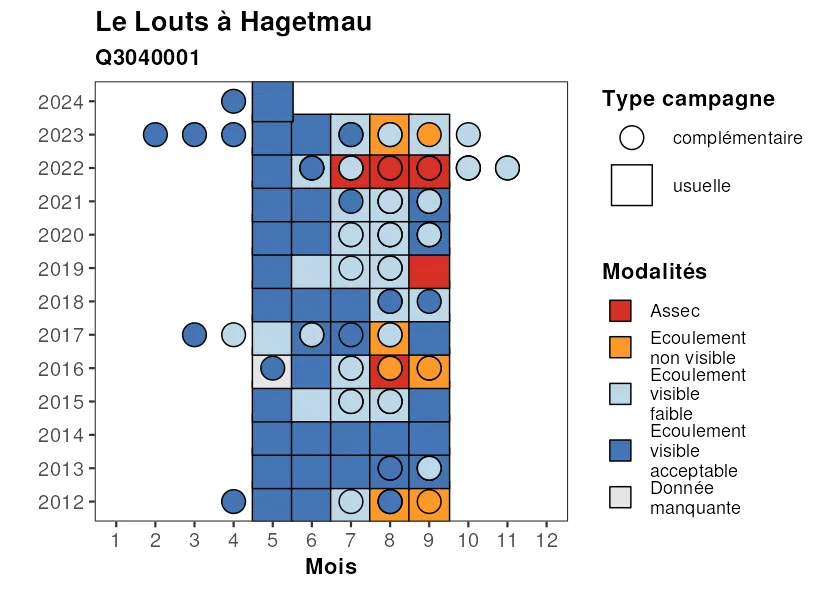 Le Louts à Hagetmau
Q3040001
2024
2023
2022
2021
2020
2019
2018
2017
2016
2015
2014
2013
2012
1 2 3 4 5 6 7 8 9 10 11 12
Mois
Type campagne
complémentaire
usuelle
Modalités
Assec
Ecoulement
non visible
Ecoulement
visible
faible
Ecoulement
visible
acceptable
Donnée
manquante